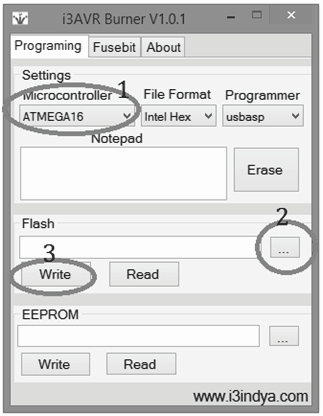 i3AVR Burner V1.0.1
Programing Fusebit About
Settings
Microcontroller 1 File Format Programmer
ATMEGA16 Intel Hex usbasp
Notepad
Erase
Flash 2
...
3
Write Read
EEPROM
...
Write Read
www.i3indya.com